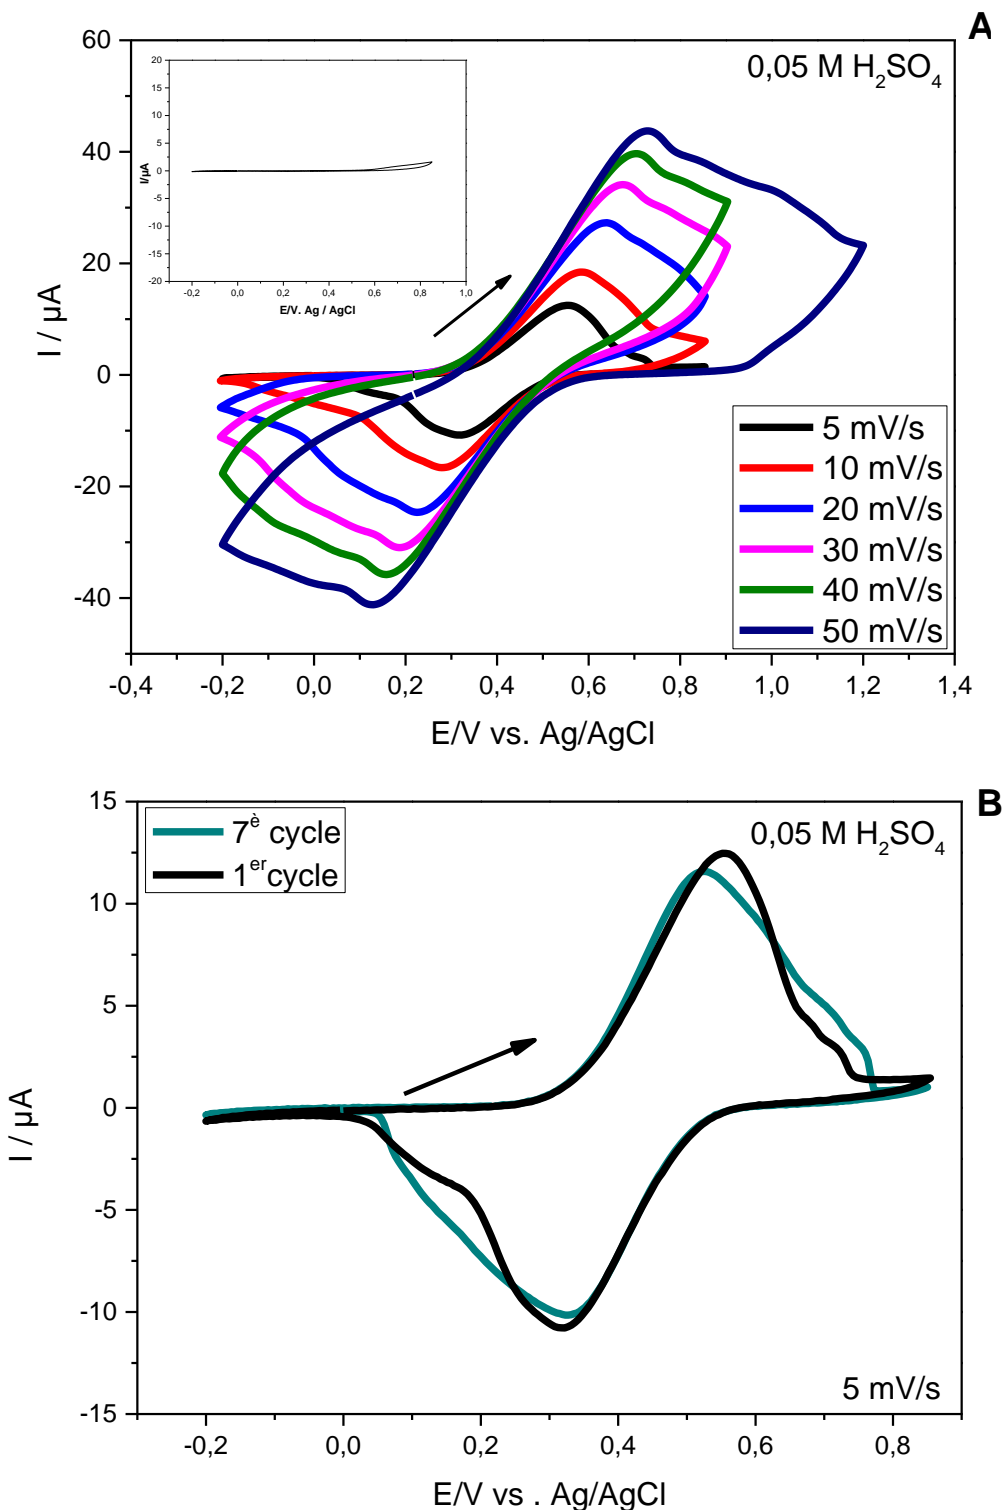 A
0,05 M H₂SO₄
60
40
20
0
-20
-40
I / µA
-0,4 -0,2 0,0 0,2 0,4 0,6 0,8 1,0 1,2 1,4
E/V vs. Ag/AgCl
20
15
10
5
0
-5
-10
-15
-20
I/µA
-0,2 0,0 0,2 0,4 0,6 0,8 1,0
E/V. Ag / AgCl
5 mV/s
10 mV/s
20 mV/s
30 mV/s
40 mV/s
50 mV/s
B
7è cycle
1er cycle
0,05 M H₂SO₄
15
10
5
0
-5
-10
-15
I / µA
5 mV/s
-0,2 0,0 0,2 0,4 0,6 0,8
E/V vs . Ag/AgCl